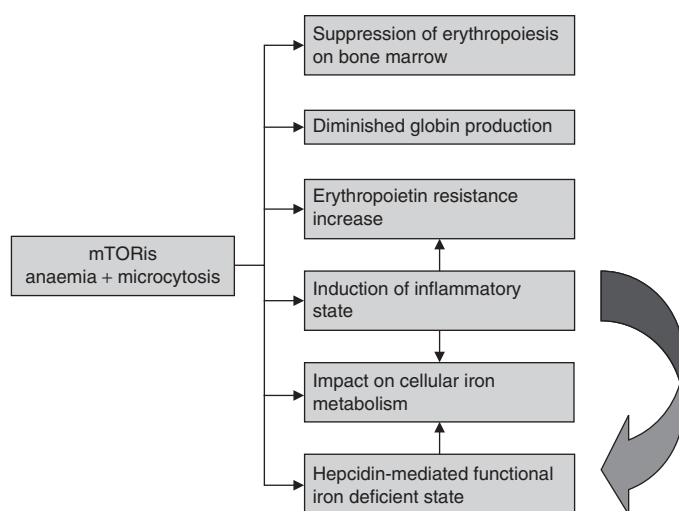 Suppression of erythropoiesis
on bone marrow
Diminished globin production
Erythropoietin resistance
increase
mTORis
anaemia + microcytosis
Induction of inflammatory
state
Impact on cellular iron
metabolism
Hepcidin-mediated functional
iron deficient state